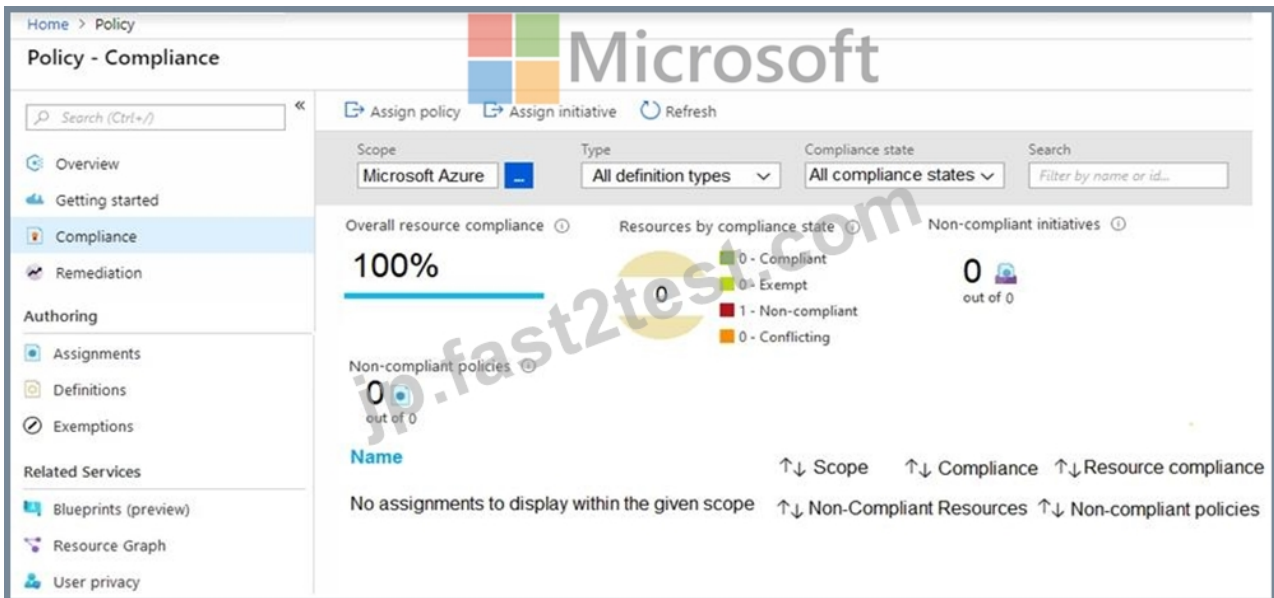 Home > Policy
Microsoft
Policy - Compliance
Search (Ctrl+/)
«
Overview
Getting started
Compliance
Remediation
Authoring
Assignments
Definitions
Exemptions
Related Services
Blueprints (preview)
Resource Graph
User privacy
Assign policy Assign initiative Refresh
Scope Type Compliance state Search
Microsoft Azure ... All definition types All compliance states Filter by name or id...
Overall resource compliance
100%
Resources by compliance state
0
0 - Compliant
0 - Exempt
1 - Non-compliant
0 - Conflicting
Non-compliant initiatives
0
out of 0
Non-compliant policies
0
out of 0
jp.fast2test.com
Name ↑↓ Scope ↑↓ Compliance ↑↓ Resource compliance
No assignments to display within the given scope ↑↓ Non-Compliant Resources ↑↓ Non-compliant policies